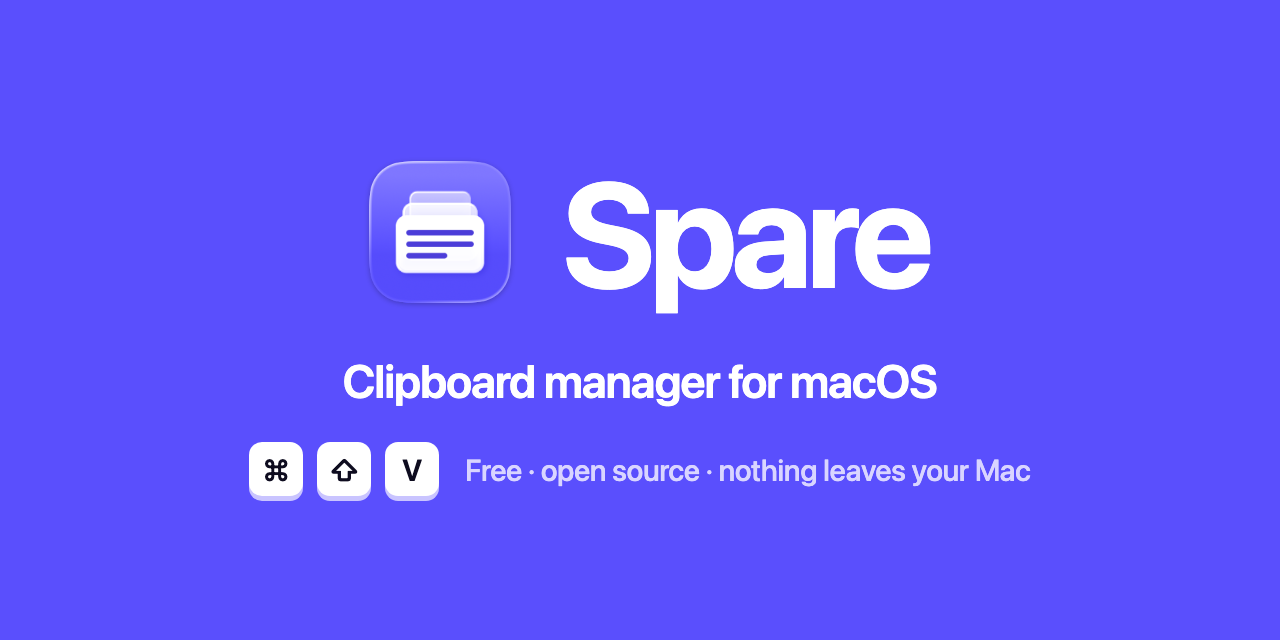 Spare
Clipboard manager for macOS
⌘ ⇧ V Free · open source · nothing leaves your Mac